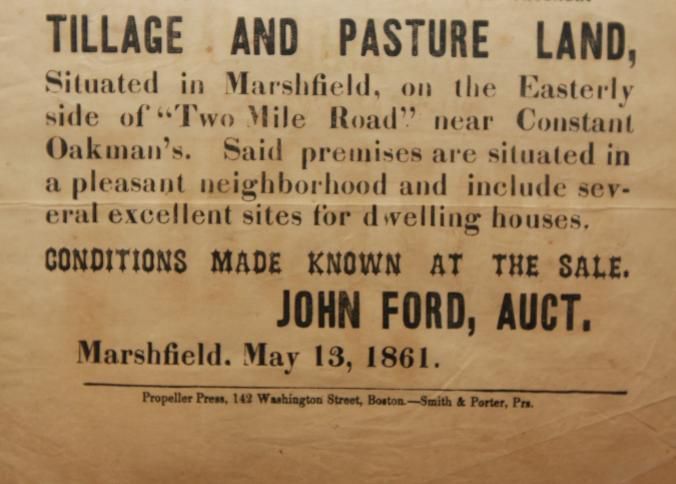 TILLAGE AND PASTURE LAND,
Situated in Marshfield, on the Easterly
side of "Two Mile Road" near Constant
Oakman's. Said premises are situated in
a pleasant neighborhood and include sev-
eral excellent sites for dwelling houses.
CONDITIONS MADE KNOWN AT THE SALE.
JOHN FORD, AUCT.
Marshfield. May 13, 1861.
Propeller Press, 142 Washington Street, Boston.—Smith & Porter, Prs.